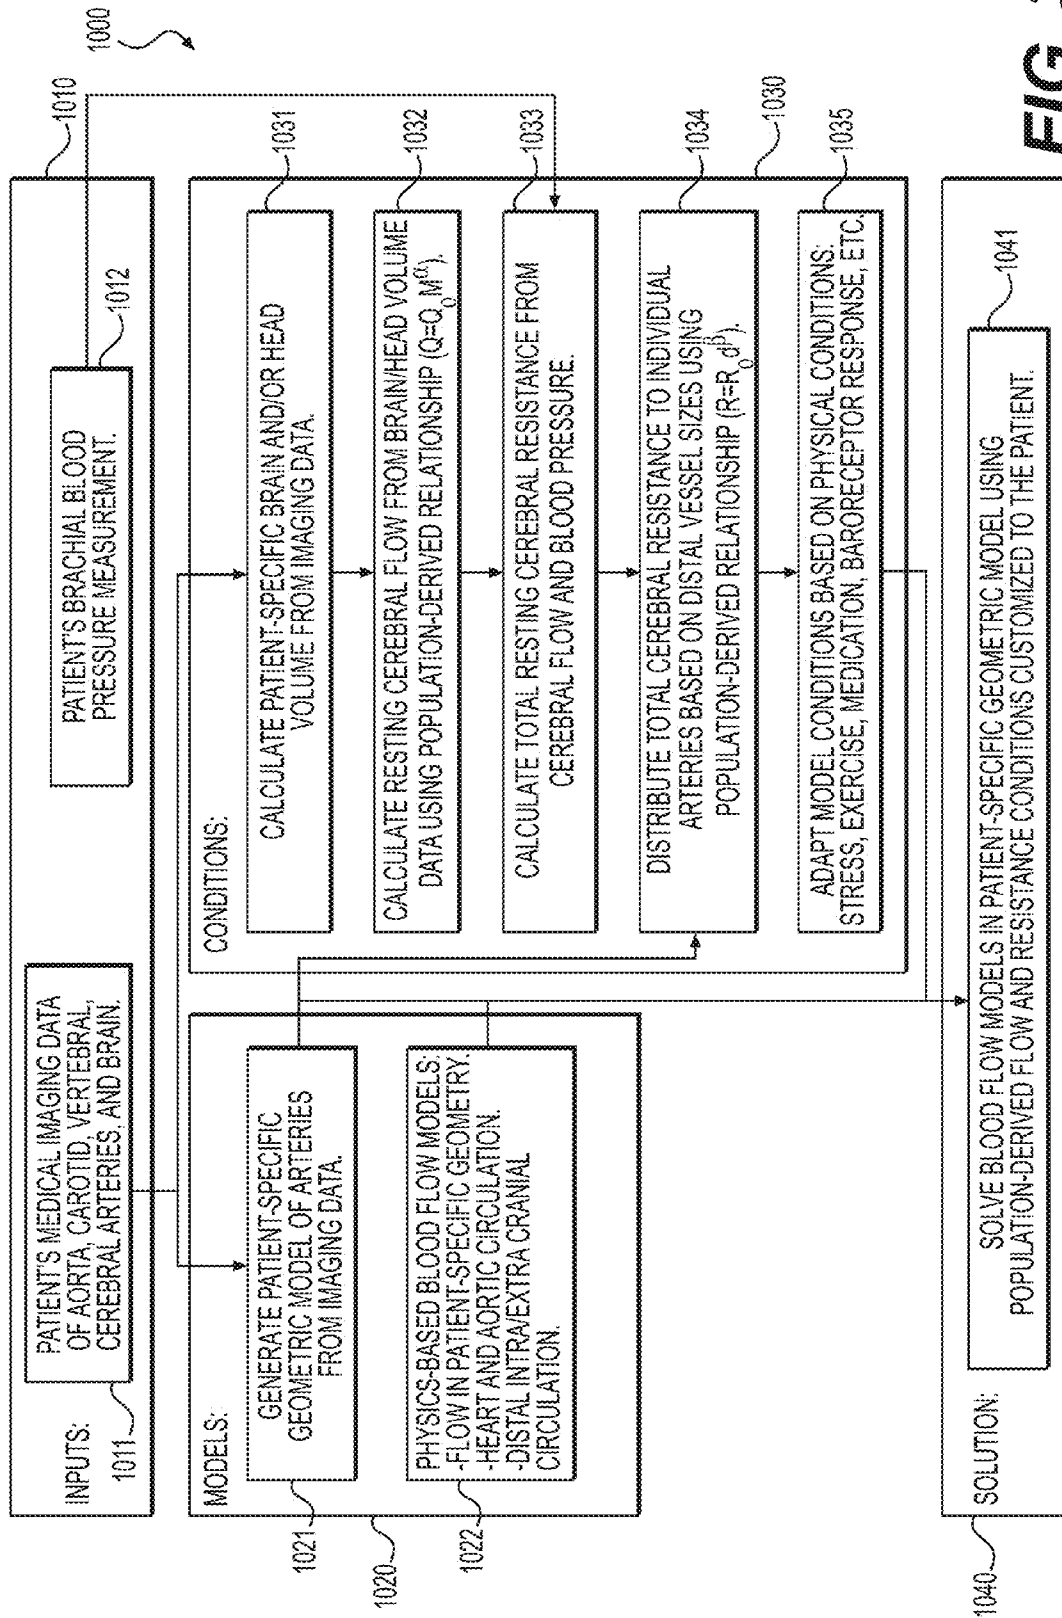 1000
1010
INPUTS:
PATIENT'S MEDICAL IMAGING DATA
OF AORTA, CAROTID, VERTEBRAL,
CEREBRAL ARTERIES, AND BRAIN.
1011
PATIENT'S BRACHIAL BLOOD
PRESSURE MEASUREMENT.
1012
MODELS:
GENERATE PATIENT-SPECIFIC
GEOMETRIC MODEL OF ARTERIES
FROM IMAGING DATA.
1021
1020
PHYSICS-BASED BLOOD FLOW MODELS:
-FLOW IN PATIENT-SPECIFIC GEOMETRY.
-HEART AND AORTIC CIRCULATION.
-DISTAL INTRA/EXTRA CRANIAL
CIRCULATION.
1022
CONDITIONS:
CALCULATE PATIENT-SPECIFIC BRAIN AND/OR HEAD
VOLUME FROM IMAGING DATA.
1031
CALCULATE RESTING CEREBRAL FLOW FROM BRAIN/HEAD VOLUME
DATA USING POPULATION-DERIVED RELATIONSHIP (Q=Q₀M^α).
1032
CALCULATE TOTAL RESTING CEREBRAL RESISTANCE FROM
CEREBRAL FLOW AND BLOOD PRESSURE.
1033
DISTRIBUTE TOTAL CEREBRAL RESISTANCE TO INDIVIDUAL
ARTERIES BASED ON DISTAL VESSEL SIZES USING
POPULATION-DERIVED RELATIONSHIP (R=R₀d^β).
1034
1030
ADAPT MODEL CONDITIONS BASED ON PHYSICAL CONDITIONS:
STRESS, EXERCISE, MEDICATION, BARORECEPTOR RESPONSE, ETC.
1035
1040
SOLUTION:
SOLVE BLOOD FLOW MODELS IN PATIENT-SPECIFIC GEOMETRIC MODEL USING
POPULATION-DERIVED FLOW AND RESISTANCE CONDITIONS CUSTOMIZED TO THE PATIENT.
1041
FIG.